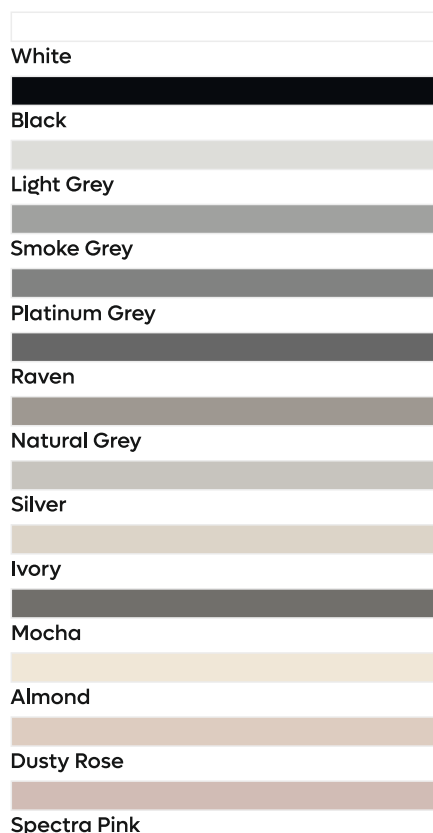 White
Black
Light Grey
Smoke Grey
Platinum Grey
Raven
Natural Grey
Silver
Ivory
Mocha
Almond
Dusty Rose
Spectra Pink